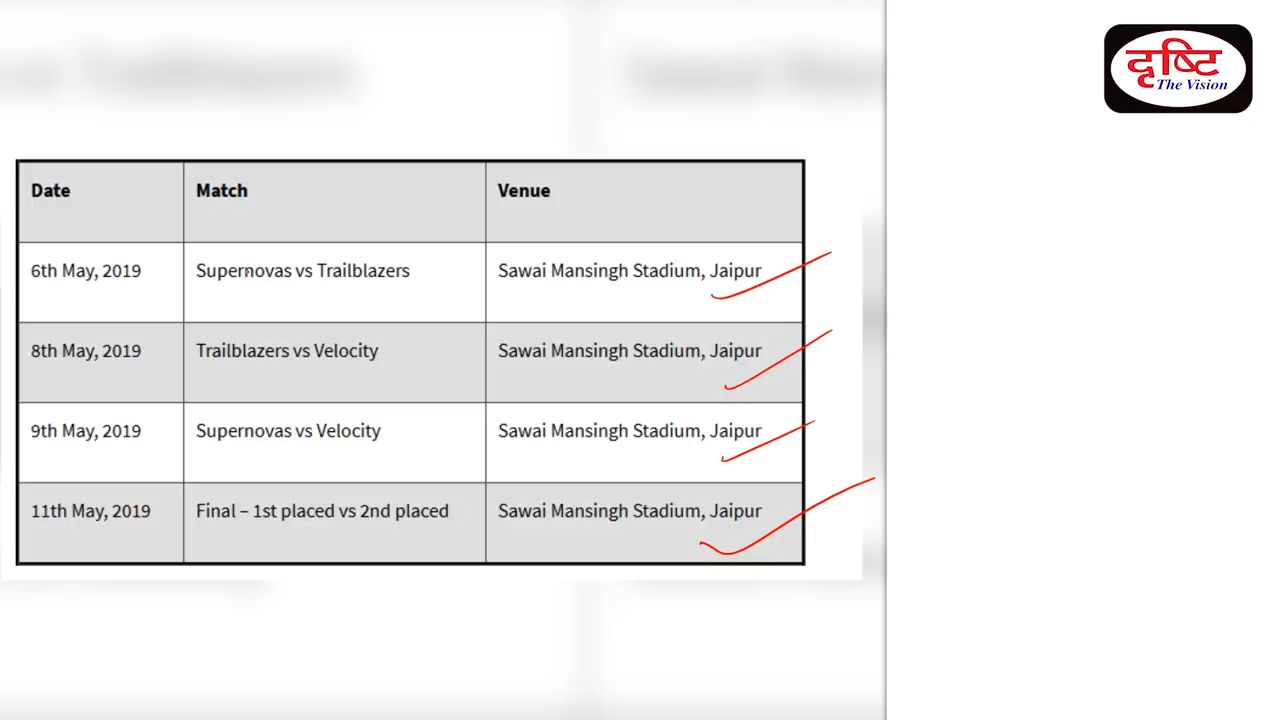 दृष्टि
The Vision
Date Match Venue
6th May, 2019 Supernovas vs Trailblazers Sawai Mansingh Stadium, Jaipur
8th May, 2019 Trailblazers vs Velocity Sawai Mansingh Stadium, Jaipur
9th May, 2019 Supernovas vs Velocity Sawai Mansingh Stadium, Jaipur
11th May, 2019 Final – 1st placed vs 2nd placed Sawai Mansingh Stadium, Jaipur